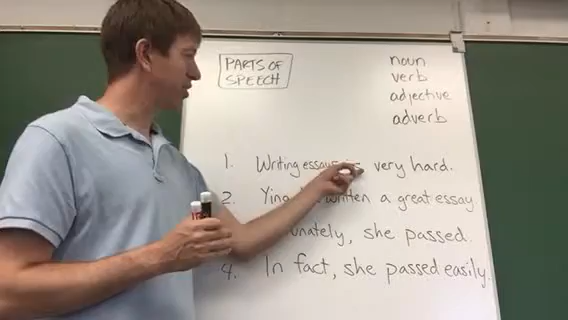 PARTS OF
SPEECH
noun
verb
adjective
adverb
1. Writing essays very hard.
2. Ying written a great essay
she passed.
4. In fact, she passed easily.